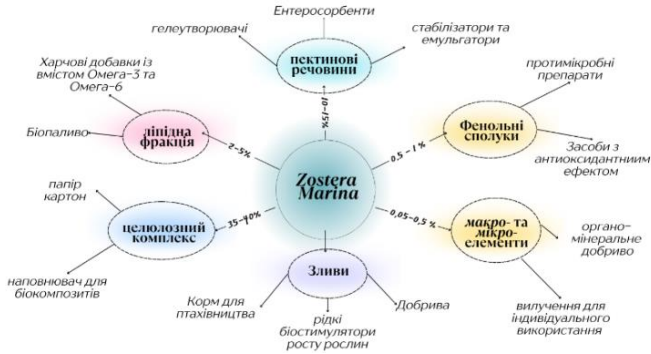 Ентеросорбенти
гелеутворювачі
стабілізатори та
емульгатори
пектинові
речовини
Харчові добавки із
вмістом Омега-3 та
Омега-6
протимікробні
препарати
10-15%
Біопаливо
ліпідна
фракція
2-5%
0,5 - 1 %
Фенольні
сполуки
Засоби з
антиоксидантниим
ефектом
Zostera
Marina
папір
картон
целюлозний
комплекс
35-40%
0,05-0,5 %
макро- та
мікро-
елементи
органо-
мінеральне
добриво
наповнювач для
біокомпозитів
Зливи
Корм для
птахівництва
рідкі
біостимулятори
росту рослин
Добрива
вилучення для
індивідуального
використання